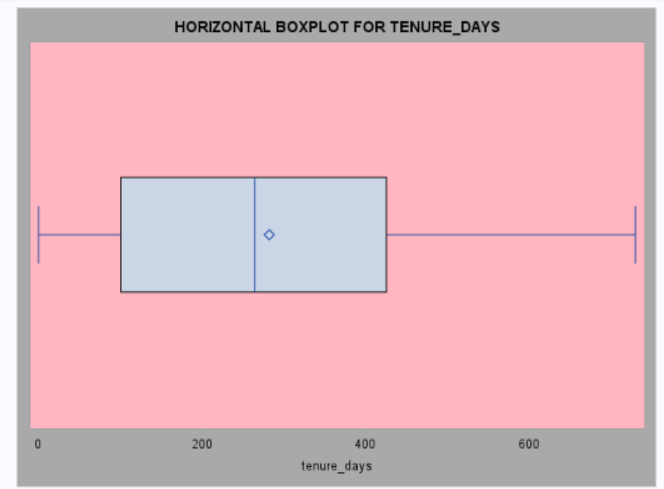 HORIZONTAL BOXPLOT FOR TENURE_DAYS
0 200 400 600
tenure_days